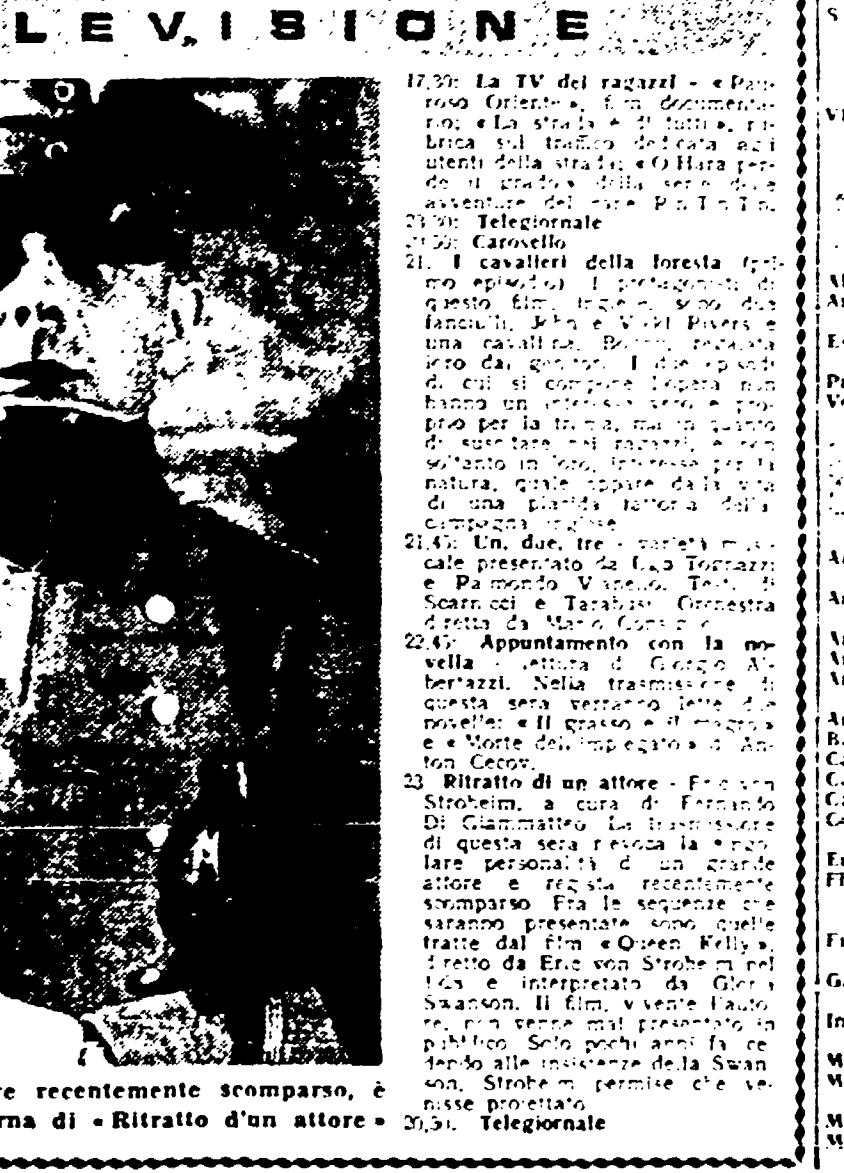 LEVISIONE
17,30: La TV dei ragazzi - « Pau-
roso Oriente », film documenta-
rio; « La strada è di tutti », ru-
brica sul traffico dedicata agli
utenti della strada; « O'Hara per-
de il grado » della serie
avventure del cane Rin Tin Tin.
Telegiornale
Carosello
21: I cavalieri della foresta (pri-
mo episodio). I protagonisti di
questo film, inglese, sono due
fanciulli, John e Vicki Rivers e
una cavallina, regalata
loro dai genitori. I due episodi
di cui si compone l'opera non
hanno un interesse vero e pro-
prio per la trama, ma in quanto
di suscitare nei ragazzi, e non
soltanto in loro, interesse per la
natura, quale appare dalla vita
di una placida fattoria della
campagna inglese.
21,45: Un, due, tre - varietà musi-
cale presentato da Ugo Tognazzi
e Raimondo Vianello. Testi di
Scarnicci e Tarabusi. Orchestra
diretta da Mario Consiglio.
22,45: Appuntamento con la no-
vella - lettura di Giorgio Al-
bertazzi. Nella trasmissione di
questa sera verranno lette due
novelle: « Il grasso e il magro »
e « Morte dell'impiegato » di An-
ton Cecov.
23 Ritratto di un attore - Eric von
Stroheim, a cura di Fernando
Di Giammatteo. La trasmissione
di questa sera rievoca la singo-
lare personalità di un grande
attore e regista recentemente
scomparso. Fra le sequenze che
saranno presentate sono quelle
tratte dal film « Queen Kelly »,
diretto da Eric von Stroheim nel
e interpretato da Gloria
Swanson. Il film, vivente l'auto-
re, non venne mai presentato in
pubblico. Solo pochi anni fa, ce-
dendo alle insistenze della Swan-
son, Stroheim permise che ve-
nisse proiettato.
Telegiornale
re recentemente scomparso, è
rna di « Ritratto d'un attore »